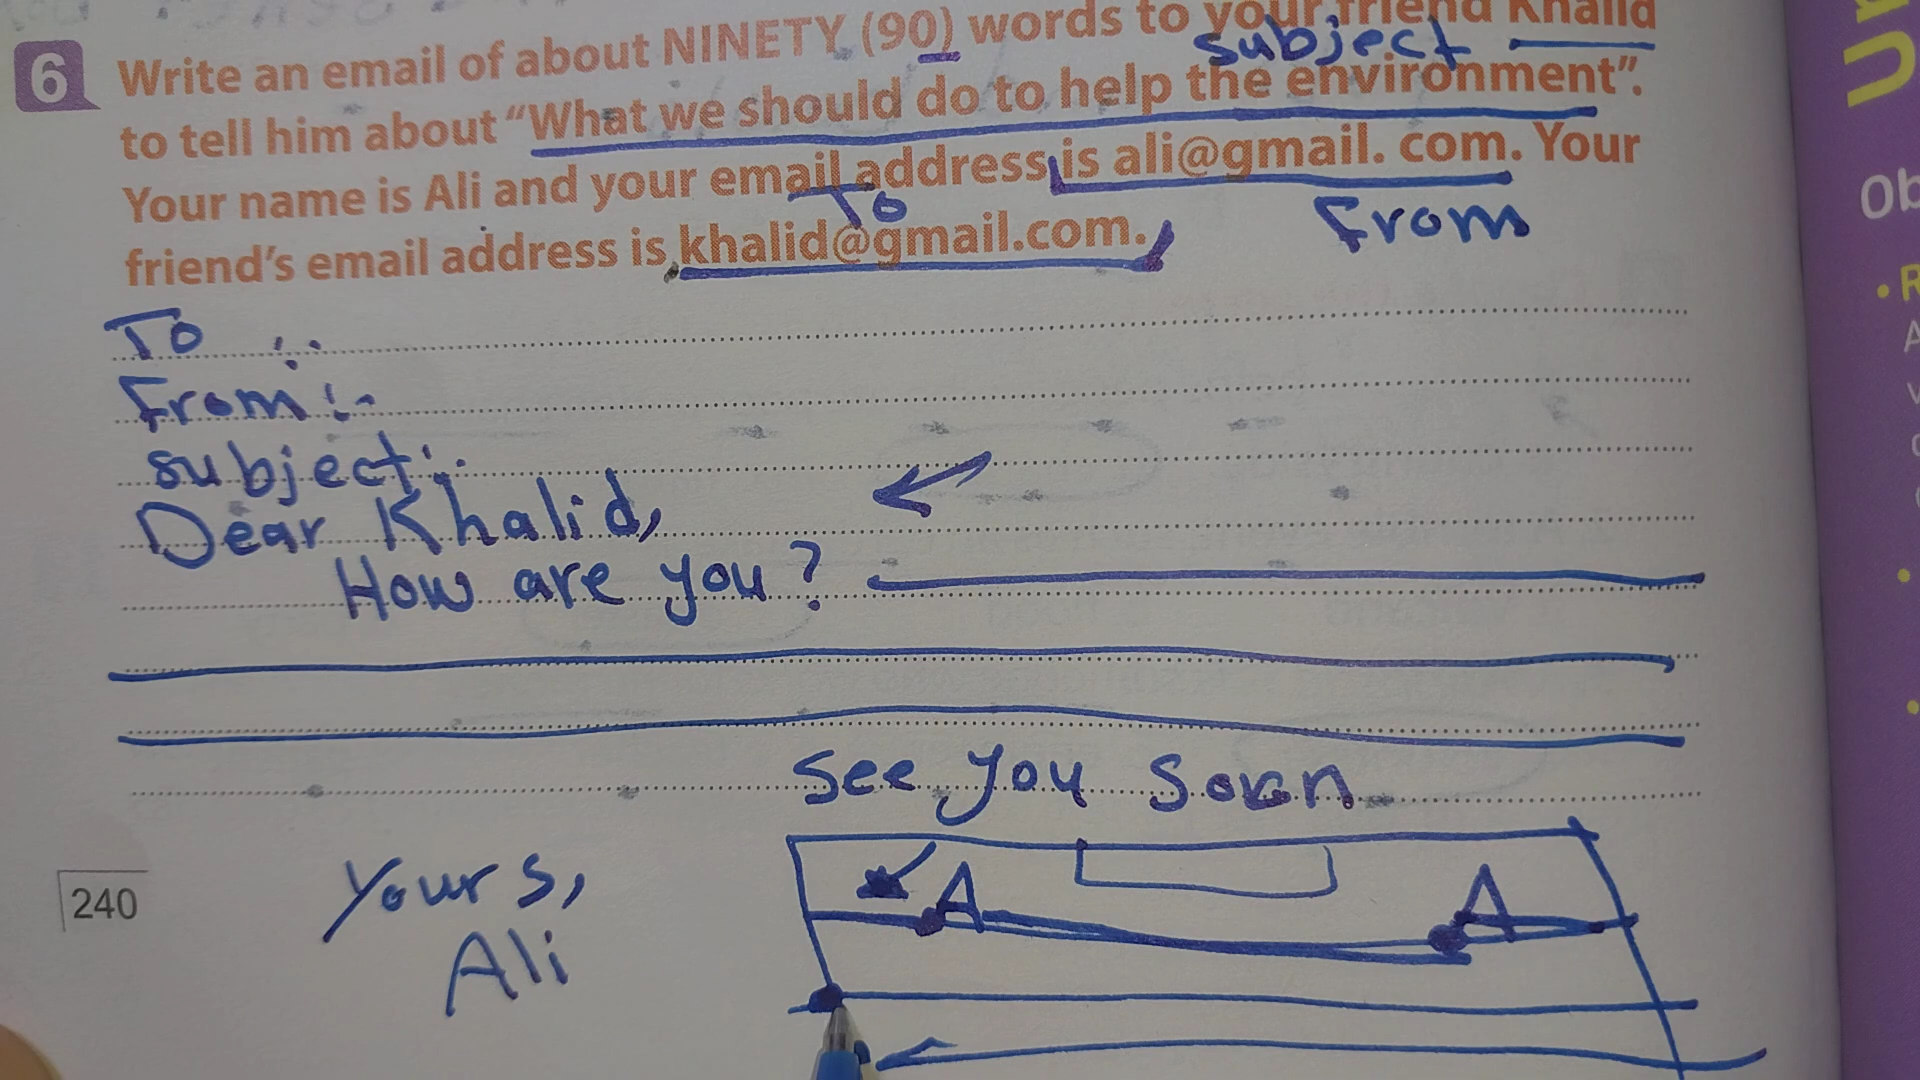 6 Write an email of about NINETY (90) words to your friend Khalid
subject
to tell him about "What we should do to help the environment".
Your name is Ali and your email address is ali@gmail. com. Your
To
From
friend's email address is khalid@gmail.com.
To :-
From :-
subject :-
Dear Khalid,
How are you?
see you soon
Yours,
Ali
A A
240
Ob
• R
A